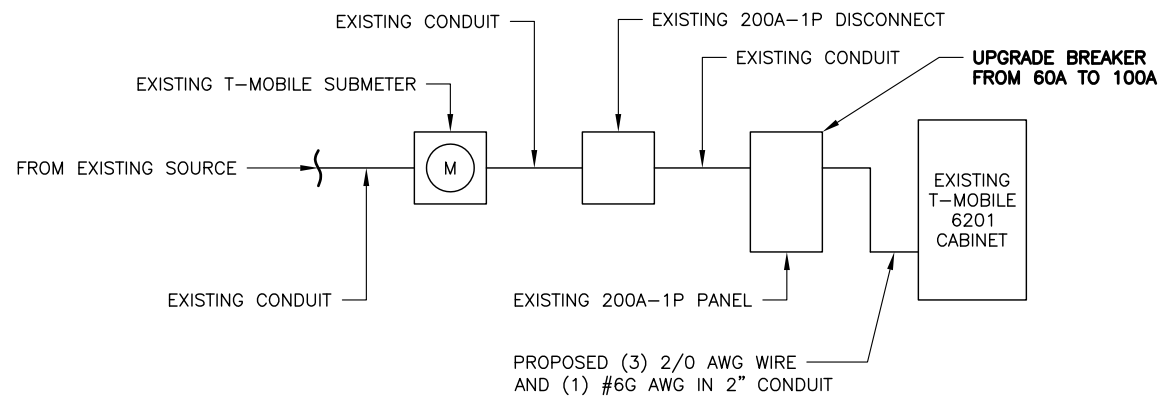 EXISTING CONDUIT
EXISTING 200A-1P DISCONNECT
EXISTING CONDUIT
UPGRADE BREAKER
FROM 60A TO 100A
EXISTING T-MOBILE SUBMETER
FROM EXISTING SOURCE
M
EXISTING
T-MOBILE
6201
CABINET
EXISTING CONDUIT
EXISTING 200A-1P PANEL
PROPOSED (3) 2/0 AWG WIRE
AND (1) #6G AWG IN 2" CONDUIT